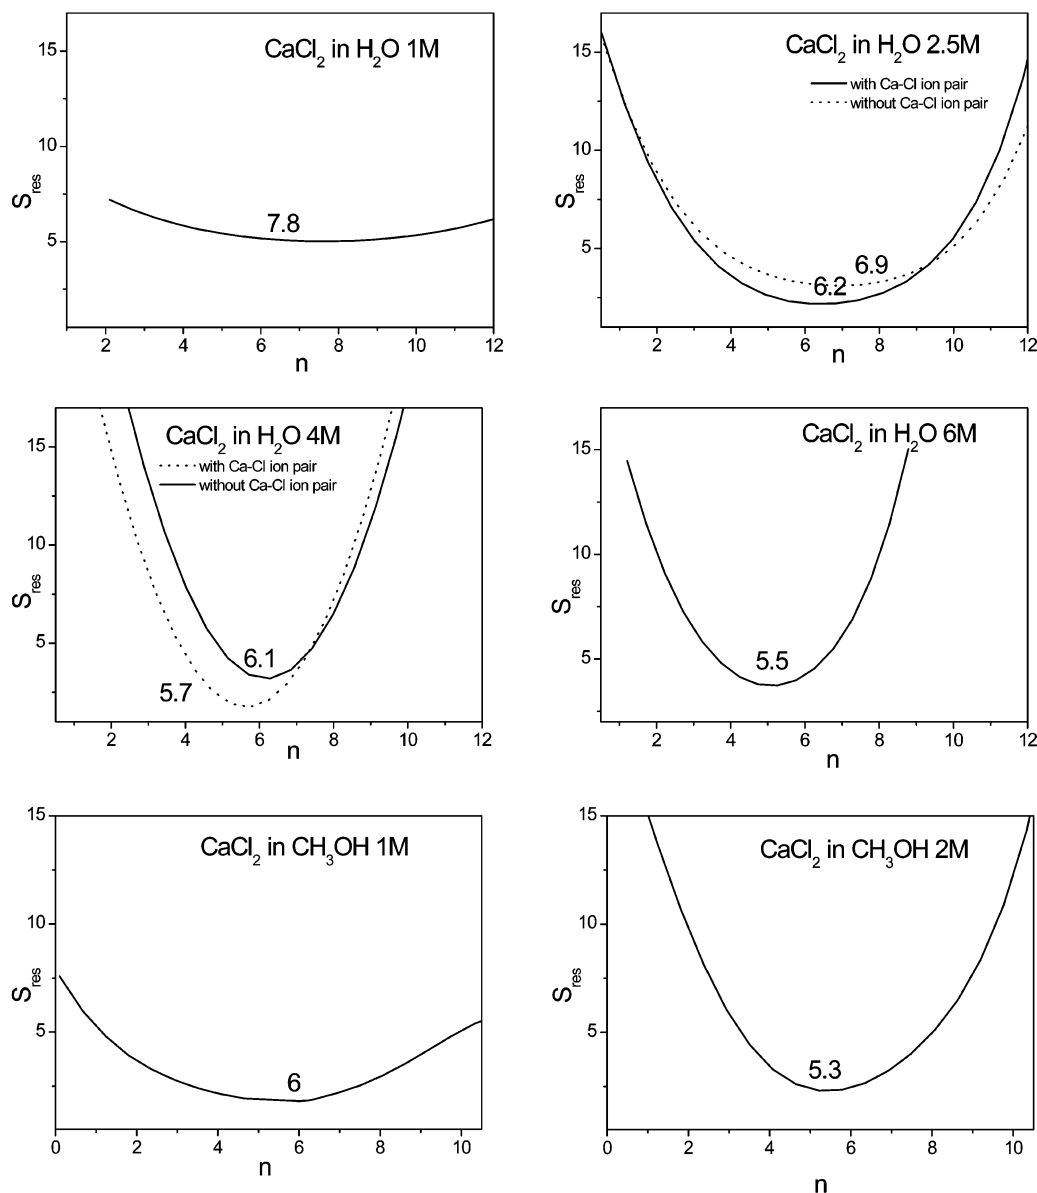 CaCl2 in H2O 1M
15
10
5
Sres
7.8
2 4 6 8 10 12
n
CaCl2 in H2O 2.5M
with Ca-Cl ion pair
without Ca-Cl ion pair
15
10
5
Sres
6.9
6.2
2 4 6 8 10 12
n
CaCl2 in H2O 4M
with Ca-Cl ion pair
without Ca-Cl ion pair
15
10
5
Sres
6.1
5.7
2 4 6 8 10 12
n
CaCl2 in H2O 6M
15
10
5
Sres
5.5
2 4 6 8 10 12
n
CaCl2 in CH3OH 1M
15
10
5
Sres
6
0 2 4 6 8 10
n
CaCl2 in CH3OH 2M
15
10
5
Sres
5.3
0 2 4 6 8 10
n